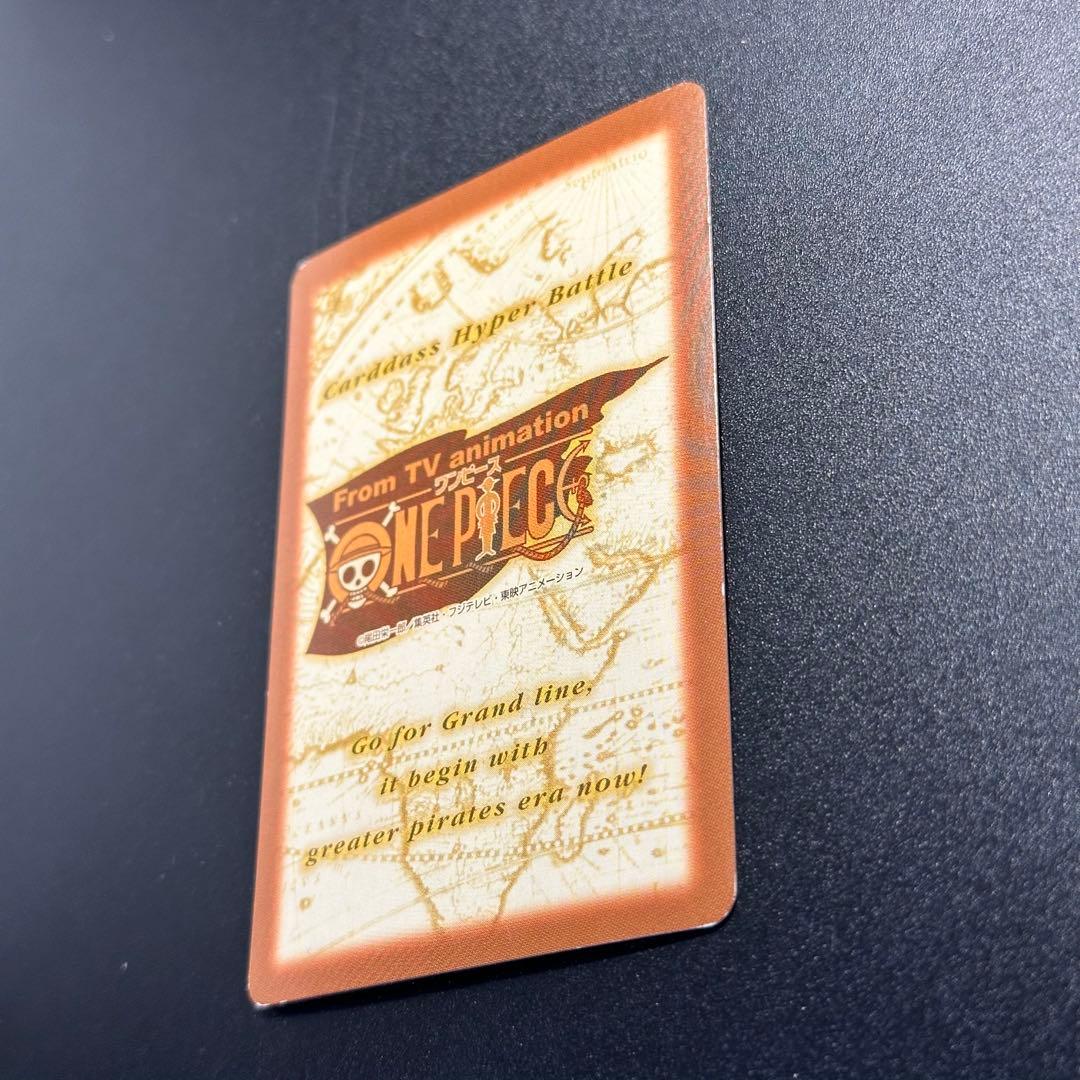 Septentrio
Carddass Hyper Battle
From TV animation
ワンピース
ONE PIECE
©尾田栄一郎／集英社・フジテレビ・東映アニメーション
Go for Grand line,
it begin with
greater pirates era now!